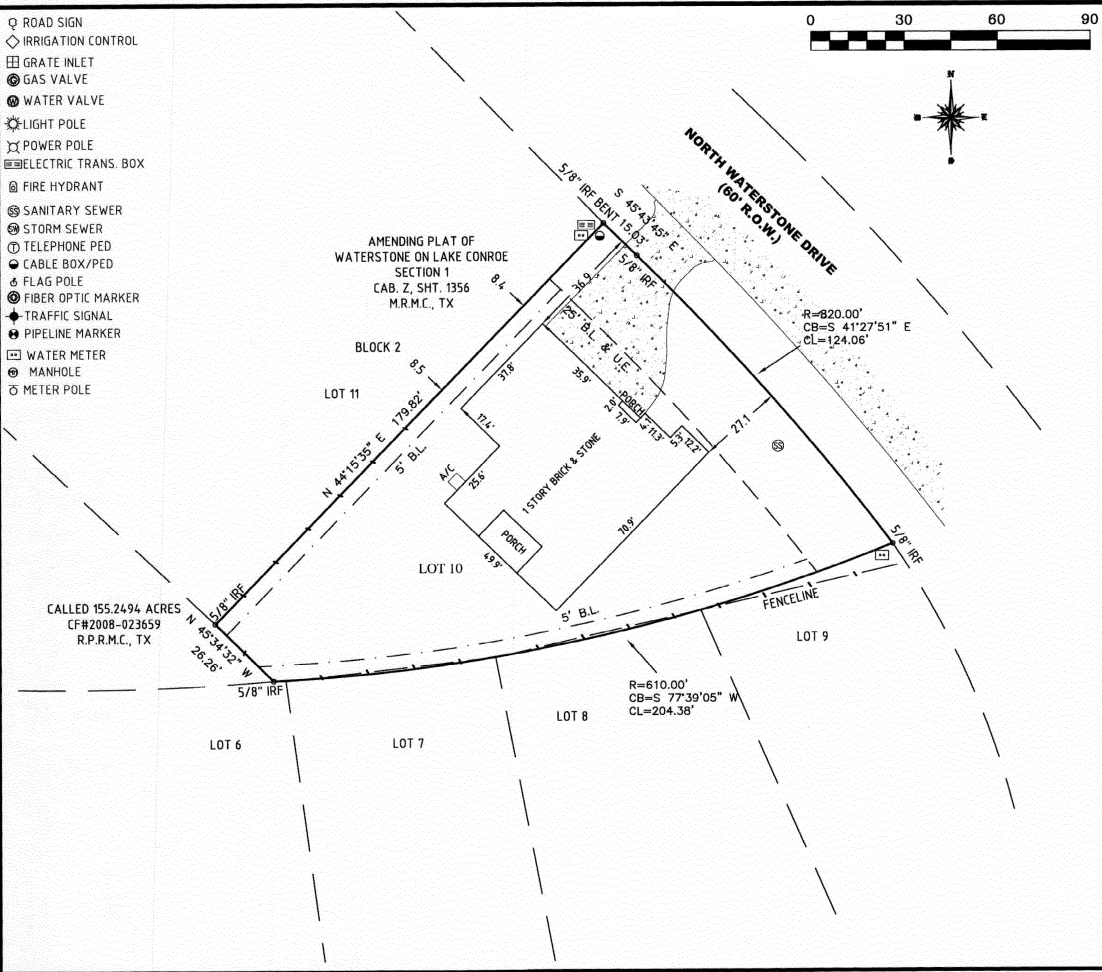 ROAD SIGN
IRRIGATION CONTROL
GRATE INLET
GAS VALVE
WATER VALVE
LIGHT POLE
POWER POLE
ELECTRIC TRANS. BOX
FIRE HYDRANT
SANITARY SEWER
STORM SEWER
TELEPHONE PED
CABLE BOX/PED
FLAG POLE
FIBER OPTIC MARKER
TRAFFIC SIGNAL
PIPELINE MARKER
WATER METER
MANHOLE
METER POLE
0 30 60 90
N
E
NORTH WATERSTONE DRIVE
(60' R.O.W.)
5/8" IRF BENT
S 45°43'45" E
15.03'
5/8" IRF
AMENDING PLAT OF
WATERSTONE ON LAKE CONROE
SECTION 1
CAB. Z, SHT. 1356
M.R.M.C., TX
BLOCK 2
LOT 11
8.4
8.5
36.9
25' B.L. & U.E.
R=820.00'
CB=S 41°27'51" E
CL=124.06'
N 44°15'35" E 179.82'
5' B.L.
37.8'
35.9'
17.4'
PORCH
2.0'
7.9'
11.3'
5.3
12.2'
27.1
A/C
25.6'
1 STORY BRICK & STONE
PORCH
49.9'
70.9'
LOT 10
5/8" IRF
5/8" IRF
CALLED 155.2494 ACRES
CF#2008-023659
R.P.R.M.C., TX
N 45°34'32" W
26.26'
5/8" IRF
5' B.L.
FENCELINE
LOT 9
R=610.00'
CB=S 77°39'05" W
CL=204.38'
LOT 8
LOT 7
LOT 6